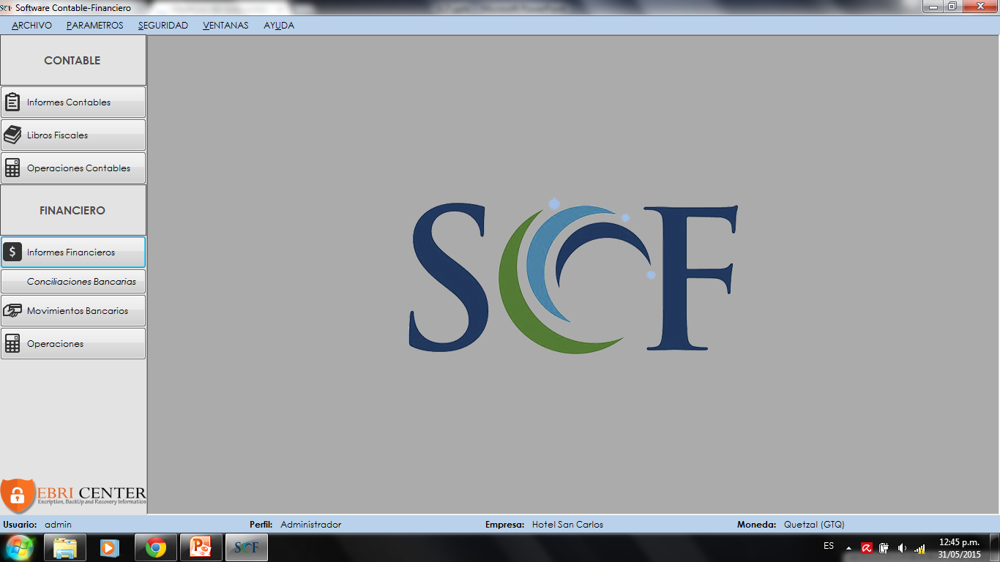 SCF Software Contable-Financiero
ARCHIVO PARAMETROS SEGURIDAD VENTANAS AYUDA
CONTABLE
Informes Contables
Libros Fiscales
Operaciones Contables
FINANCIERO
$ Informes Financieros
Conciliaciones Bancarias
Movimientos Bancarios
Operaciones
SCF
EBRI CENTER
Encription, BackUp and Recovery Information
Usuario: admin Perfil: Administrador Empresa: Hotel San Carlos Moneda: Quetzal (GTQ)
SCF ES 12:45 p.m.
31/05/2015